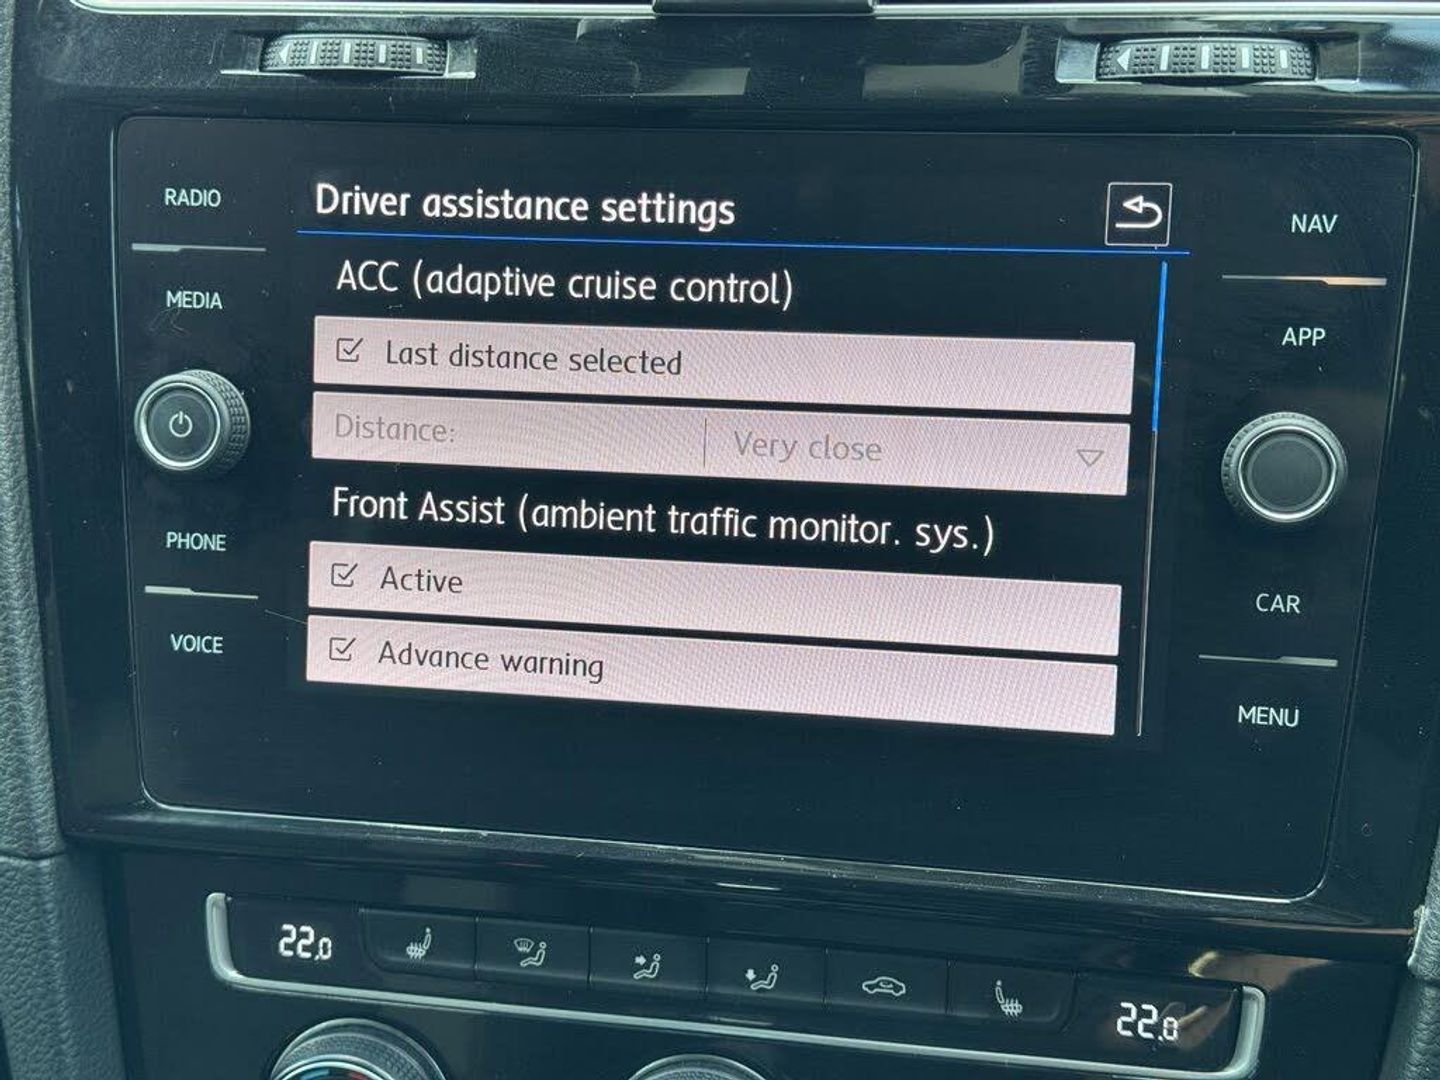 RADIO
MEDIA
PHONE
VOICE
Driver assistance settings
ACC (adaptive cruise control)
Last distance selected
Distance: Very close
Front Assist (ambient traffic monitor. sys.)
Active
Advance warning
NAV
APP
CAR
MENU
22.0
22.0